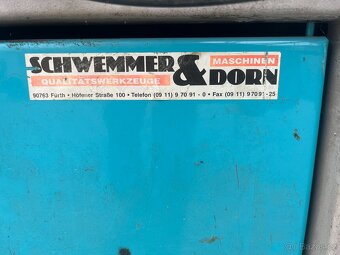 SCHWEMMER & DORN
MASCHINEN
QUALITÄTSWERKZEUGE
90763 Fürth • Höfener Straße 100 • Telefon (09 11) 9 70 91 - 0 • Fax (09 11) 9 70 91 - 25